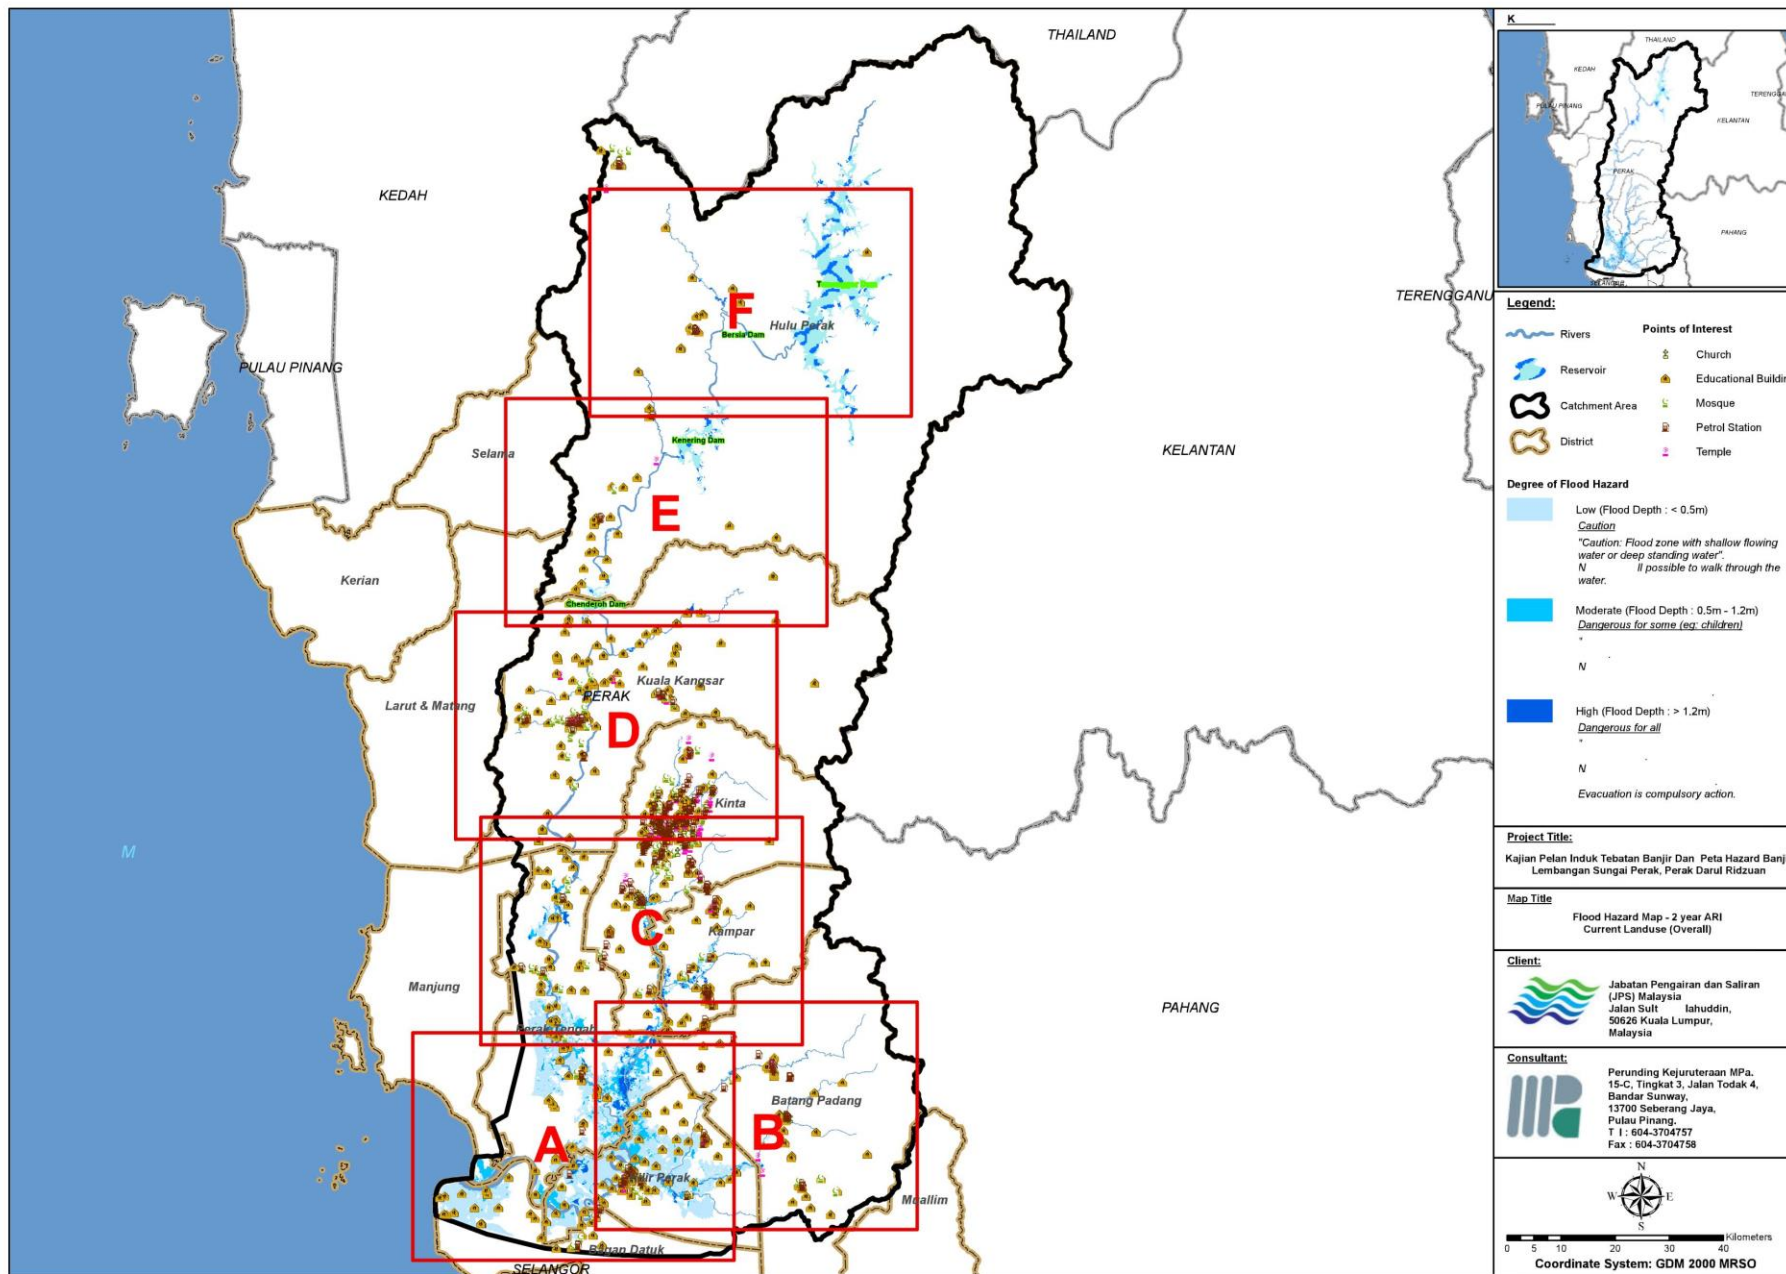 THAILAND
KEDAH
PULAU PINANG
TERENGGANU
KELANTAN
PAHANG
SELANGOR
PERAK
M
Hulu Perak
Selama
Kerian
Larut & Matang
Kuala Kangsar
Kinta
Kampar
Manjung
Perak Tengah
Batang Padang
Hilir Perak
Muallim
Bagan Datuk
Bersia Dam
Kenering Dam
Chenderoh Dam
F
E
D
C
B
A
K
THAILAND
KEDAH
PULAU PINANG
KELANTAN
PERAK
PAHANG
Legend:
Rivers
Reservoir
Catchment Area
District
Points of Interest
Church
Educational Buildin
Mosque
Petrol Station
Temple
Degree of Flood Hazard
Low (Flood Depth : < 0.5m)
Caution
"Caution: Flood zone with shallow flowing
water or deep standing water".
N ll possible to walk through the
water.
Moderate (Flood Depth : 0.5m - 1.2m)
Dangerous for some (eg: children)
"
N
High (Flood Depth : > 1.2m)
Dangerous for all
"
N
Evacuation is compulsory action.
Project Title:
Kajian Pelan Induk Tebatan Banjir Dan Peta Hazard Banj
Lembangan Sungai Perak, Perak Darul Ridzuan
Map Title
Flood Hazard Map - 2 year ARI
Current Landuse (Overall)
Client:
Jabatan Pengairan dan Saliran
(JPS) Malaysia
Jalan Sult lahuddin,
50626 Kuala Lumpur,
Malaysia
Consultant:
Perunding Kejuruteraan MPa.
15-C, Tingkat 3, Jalan Todak 4,
Bandar Sunway,
13700 Seberang Jaya,
Pulau Pinang.
T l : 604-3704757
Fax : 604-3704758
N
W E
S
Kilometers
0 5 10 20 30 40
Coordinate System: GDM 2000 MRSO